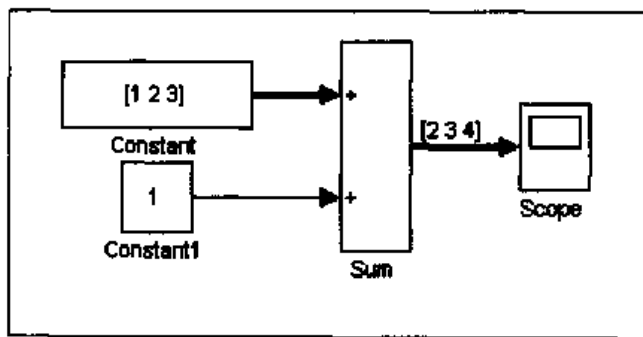 [1 2 3]
+
Constant
[2 3 4]
1
+
Constant1
Sum
Scope